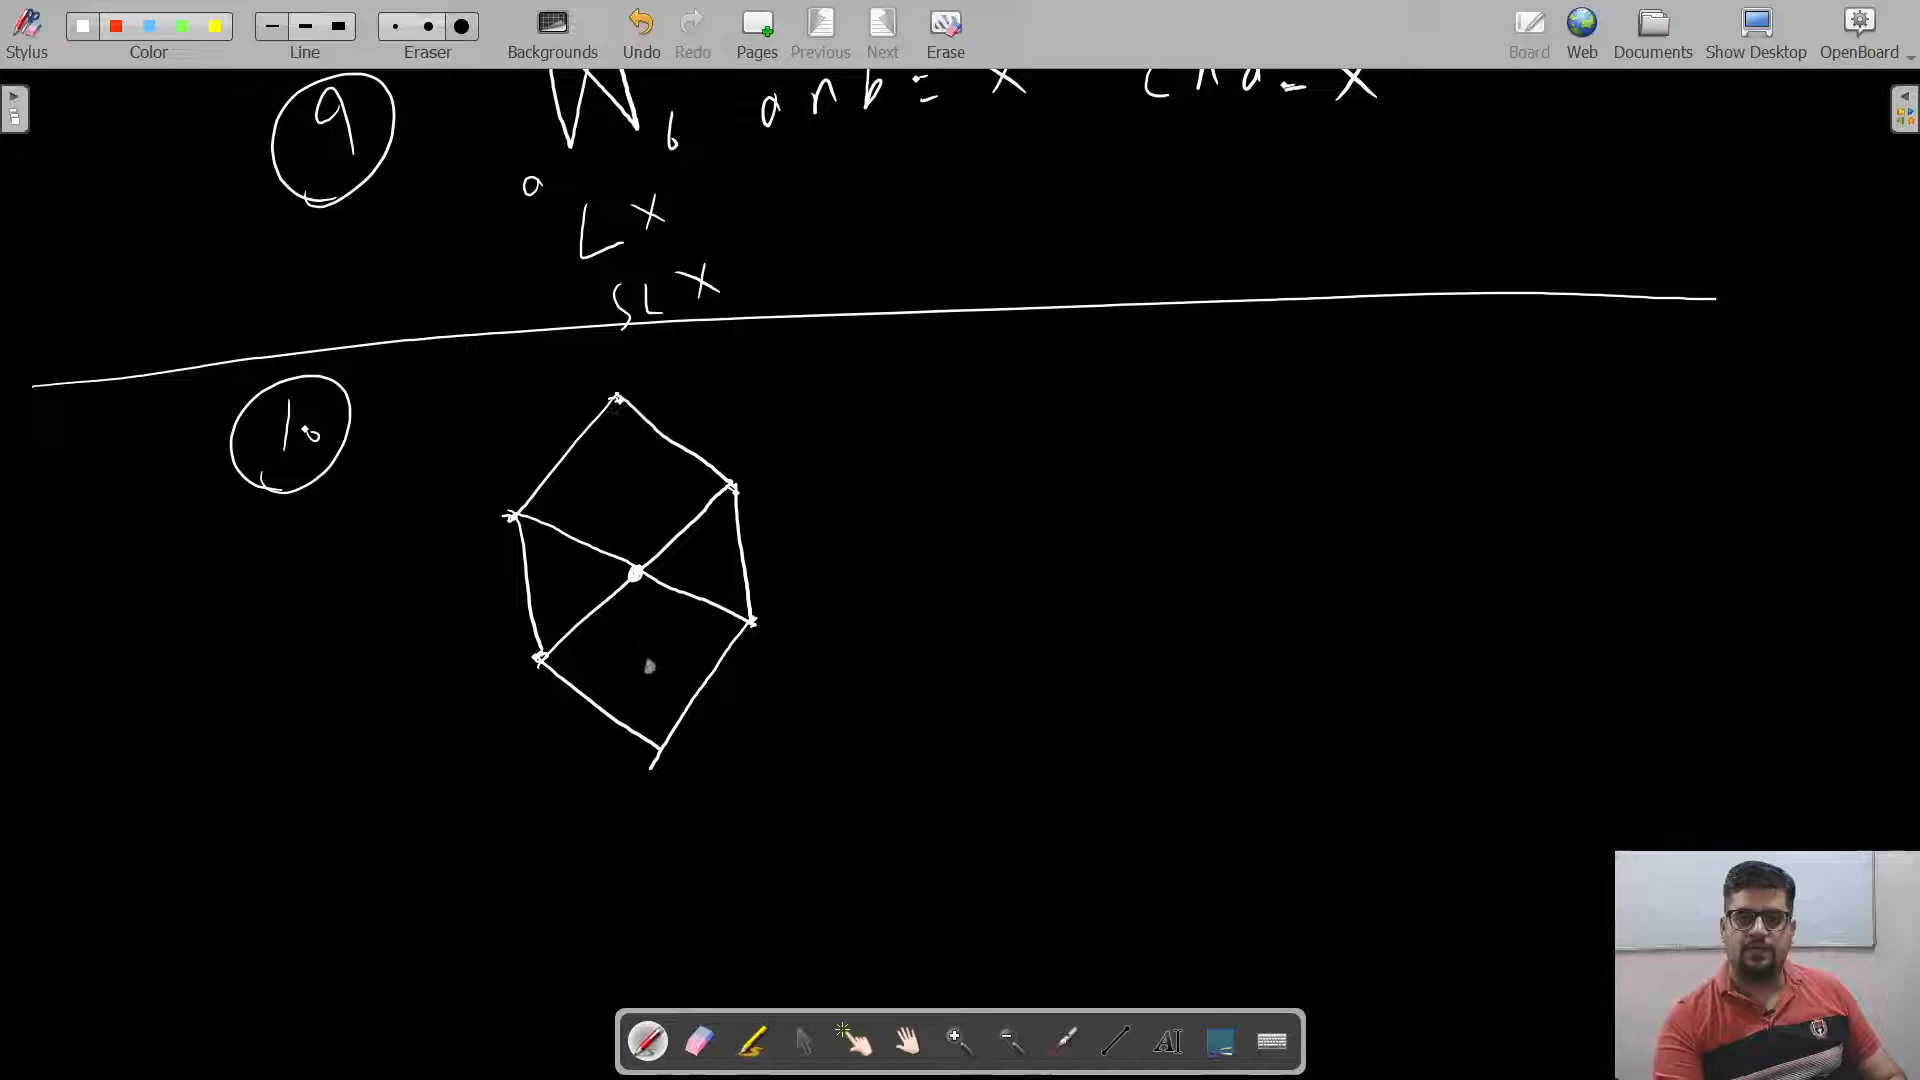 Stylus Color Line Eraser Backgrounds Undo Redo Pages Previous Next Erase Board Web Documents Show Desktop OpenBoard
9 b a n b = x
a
L x
SL x
10
AI